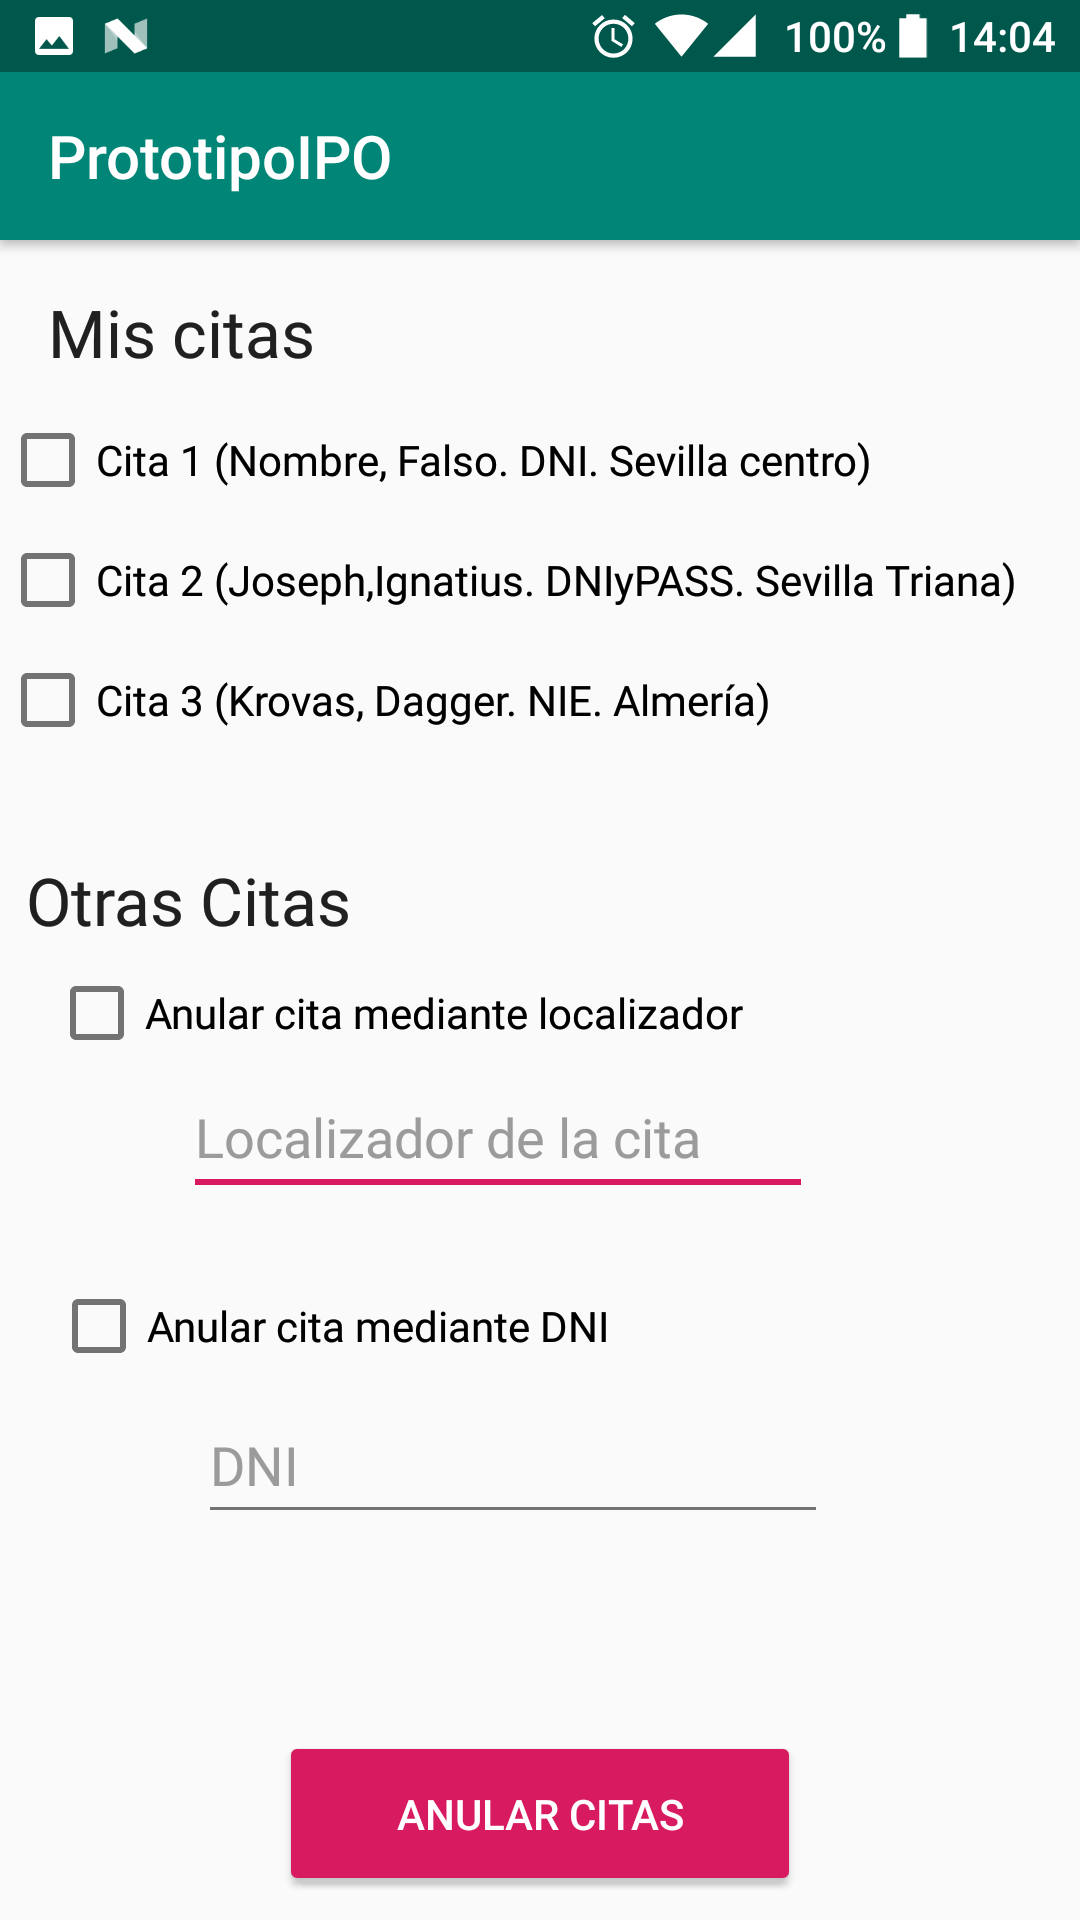 100% 14:04
PrototipoIPO
Mis citas
Cita 1 (Nombre, Falso. DNI. Sevilla centro)
Cita 2 (Joseph,Ignatius. DNIyPASS. Sevilla Triana)
Cita 3 (Krovas, Dagger. NIE. Almería)
Otras Citas
Anular cita mediante localizador
Localizador de la cita
Anular cita mediante DNI
DNI
ANULAR CITAS